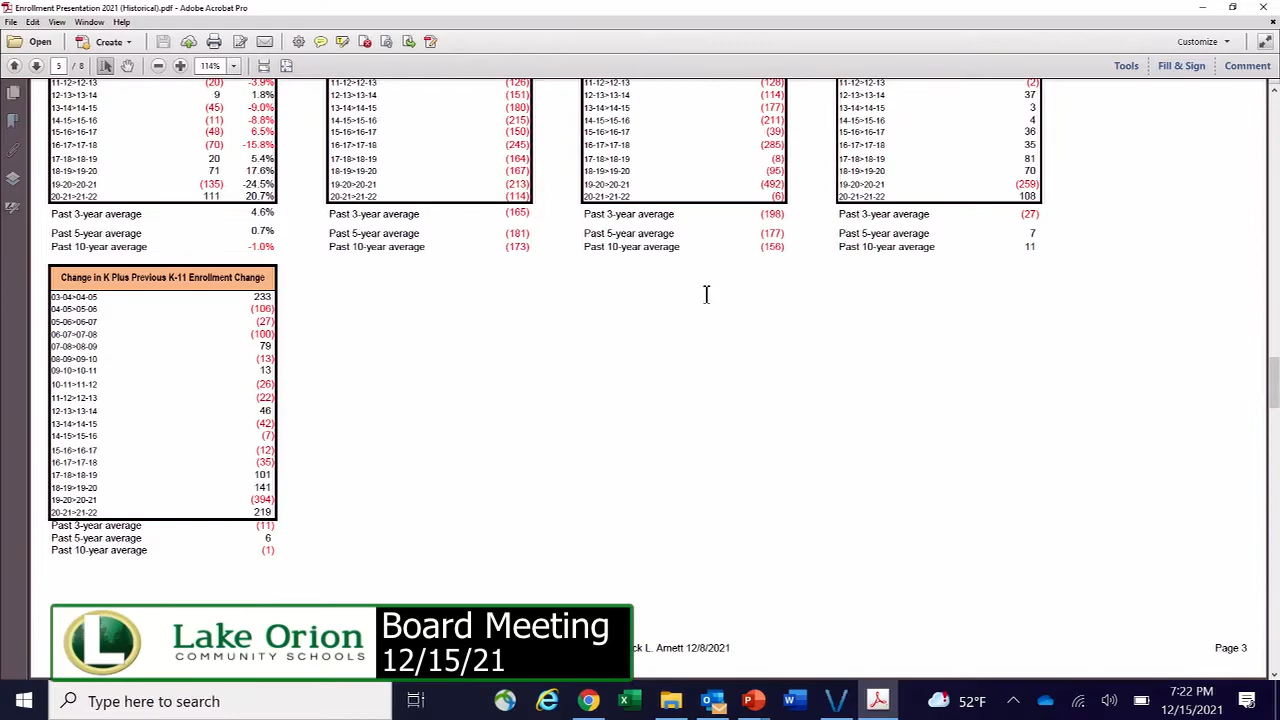 Enrollment Presentation 2021 (Historical).pdf - Adobe Acrobat Pro
File Edit View Window Help
Open Create Customize
5 / 8 114% Tools Fill & Sign Comment
11-12>12-13 (20) -3.9% (126) 11-12>12-13 (128) 11-12>12-13 (2)
12-13>13-14 9 1.8% 12-13>13-14 (151) 12-13>13-14 (114) 12-13>13-14 37
13-14>14-15 (45) -9.0% 13-14>14-15 (180) 13-14>14-15 (177) 13-14>14-15 3
14-15>15-16 (11) -8.8% 14-15>15-16 (215) 14-15>15-16 (211) 14-15>15-16 4
15-16>16-17 (48) 6.5% 15-16>16-17 (150) 15-16>16-17 (39) 15-16>16-17 36
16-17>17-18 (70) -15.8% 16-17>17-18 (245) 16-17>17-18 (285) 16-17>17-18 35
17-18>18-19 20 5.4% 17-18>18-19 (164) 17-18>18-19 (8) 17-18>18-19 81
18-19>19-20 71 17.6% 18-19>19-20 (167) 18-19>19-20 (95) 18-19>19-20 70
19-20>20-21 (135) -24.5% 19-20>20-21 (213) 19-20>20-21 (492) 19-20>20-21 (259)
20-21>21-22 111 20.7% 20-21>21-22 (114) 20-21>21-22 (6) 20-21>21-22 108
Past 3-year average 4.6% Past 3-year average (165) Past 3-year average (198) Past 3-year average (27)
Past 5-year average 0.7% Past 5-year average (181) Past 5-year average (177) Past 5-year average 7
Past 10-year average -1.0% Past 10-year average (173) Past 10-year average (156) Past 10-year average 11
Change in K Plus Previous K-11 Enrollment Change
03-04>04-05 233
04-05>05-06 (106)
05-06>06-07 (27)
06-07>07-08 (100)
07-08>08-09 79
08-09>09-10 (13)
09-10>10-11 13
10-11>11-12 (26)
11-12>12-13 (22)
12-13>13-14 46
13-14>14-15 (42)
14-15>15-16 (7)
15-16>16-17 (12)
16-17>17-18 (35)
17-18>18-19 101
18-19>19-20 141
19-20>20-21 (394)
20-21>21-22 219
Past 3-year average (11)
Past 5-year average 6
Past 10-year average (1)
L Lake Orion
COMMUNITY SCHOOLS
Board Meeting
12/15/21
ck L. Arnett 12/8/2021 Page 3
Type here to search 52°F 7:22 PM
12/15/2021